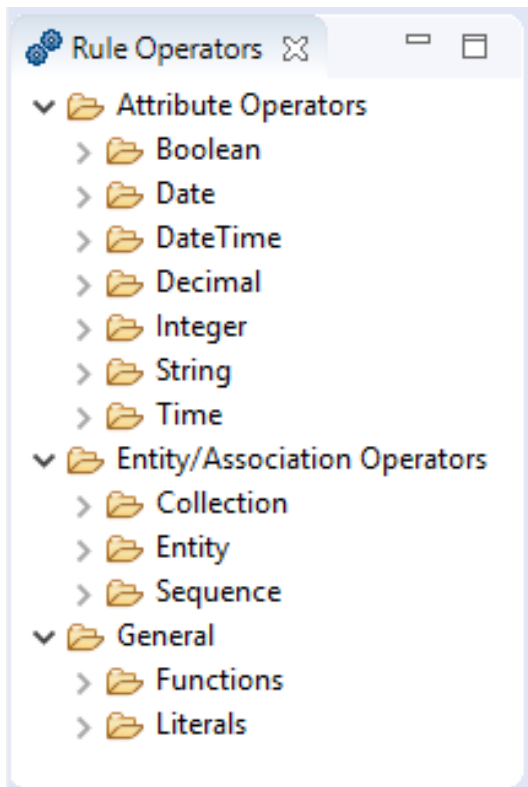 Rule Operators
Attribute Operators
Boolean
Date
DateTime
Decimal
Integer
String
Time
Entity/Association Operators
Collection
Entity
Sequence
General
Functions
Literals